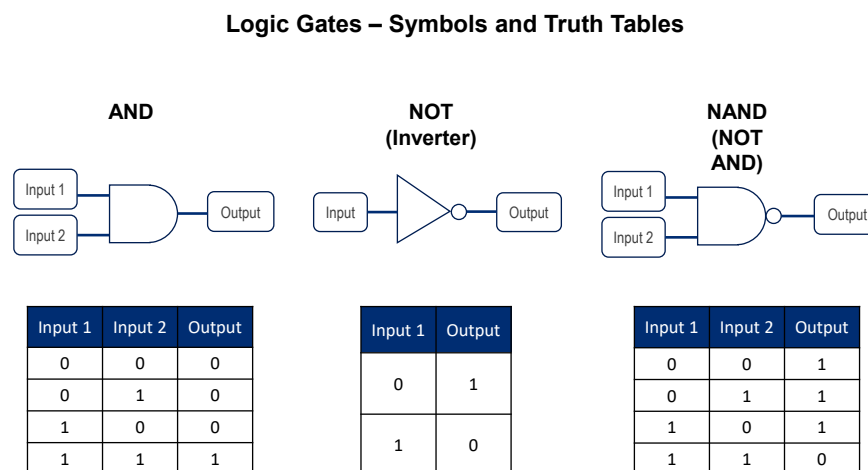 Logic Gates – Symbols and Truth Tables
AND
Input 1
Input 2
Output
NOT
(Inverter)
Input
Output
NAND
(NOT
AND)
Input 1
Input 2
Output
Input 1 Input 2 Output
0 0 0
0 1 0
1 0 0
1 1 1
Input 1 Output
0 1
1 0
Input 1 Input 2 Output
0 0 1
0 1 1
1 0 1
1 1 0